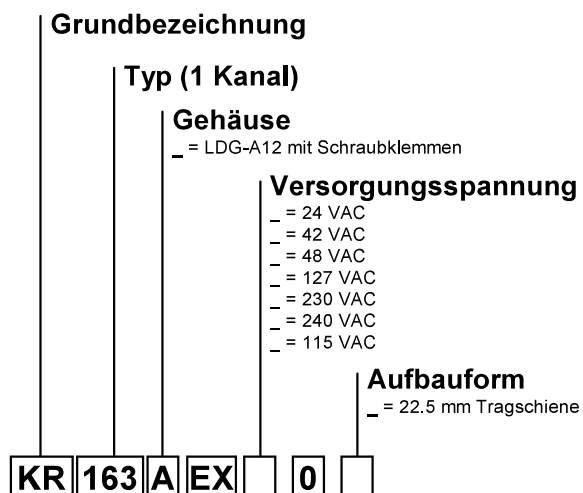 Grundbezeichnung
Typ (1 Kanal)
Gehäuse
_ = LDG-A12 mit Schraubklemmen
Versorgungsspannung
_ = 24 VAC
_ = 42 VAC
_ = 48 VAC
_ = 127 VAC
_ = 230 VAC
_ = 240 VAC
_ = 115 VAC
Aufbauform
_ = 22.5 mm Tragschiene
KR 163 A EX 0